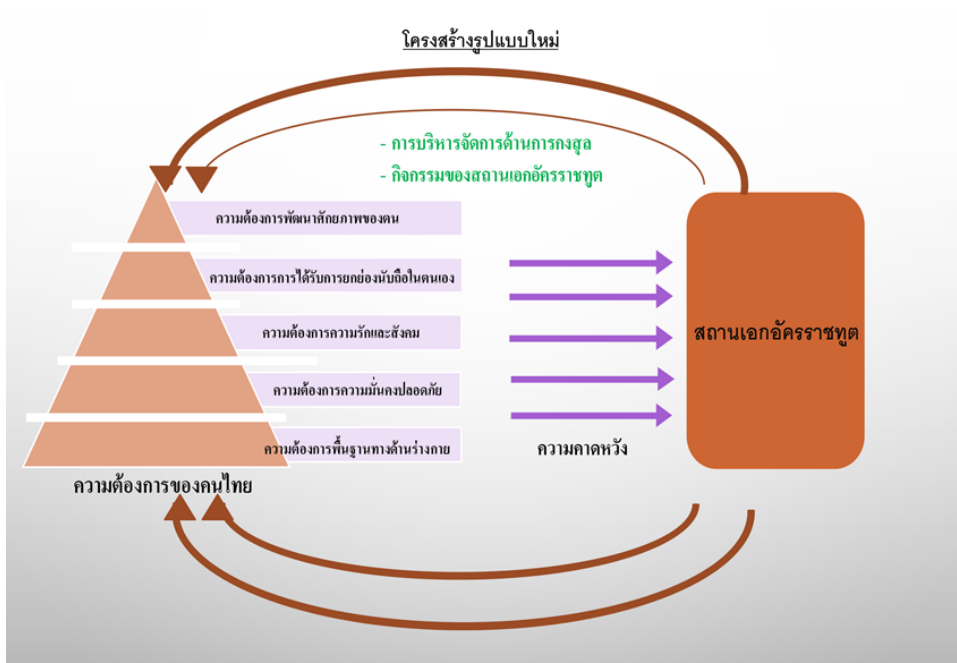 โครงสร้างรูปแบบใหม่
- การบริหารจัดการด้านการกงสุล
- กิจกรรมของสถานเอกอัครราชทูต
ความต้องการพัฒนาศักยภาพของตน
ความต้องการการได้รับการยกย่องนับถือในตนเอง
ความต้องการความรักและสังคม
ความต้องการความมั่นคงปลอดภัย
ความต้องการพื้นฐานทางด้านร่างกาย
ความต้องการของคนไทย
ความคาดหวัง
สถานเอกอัครราชทูต